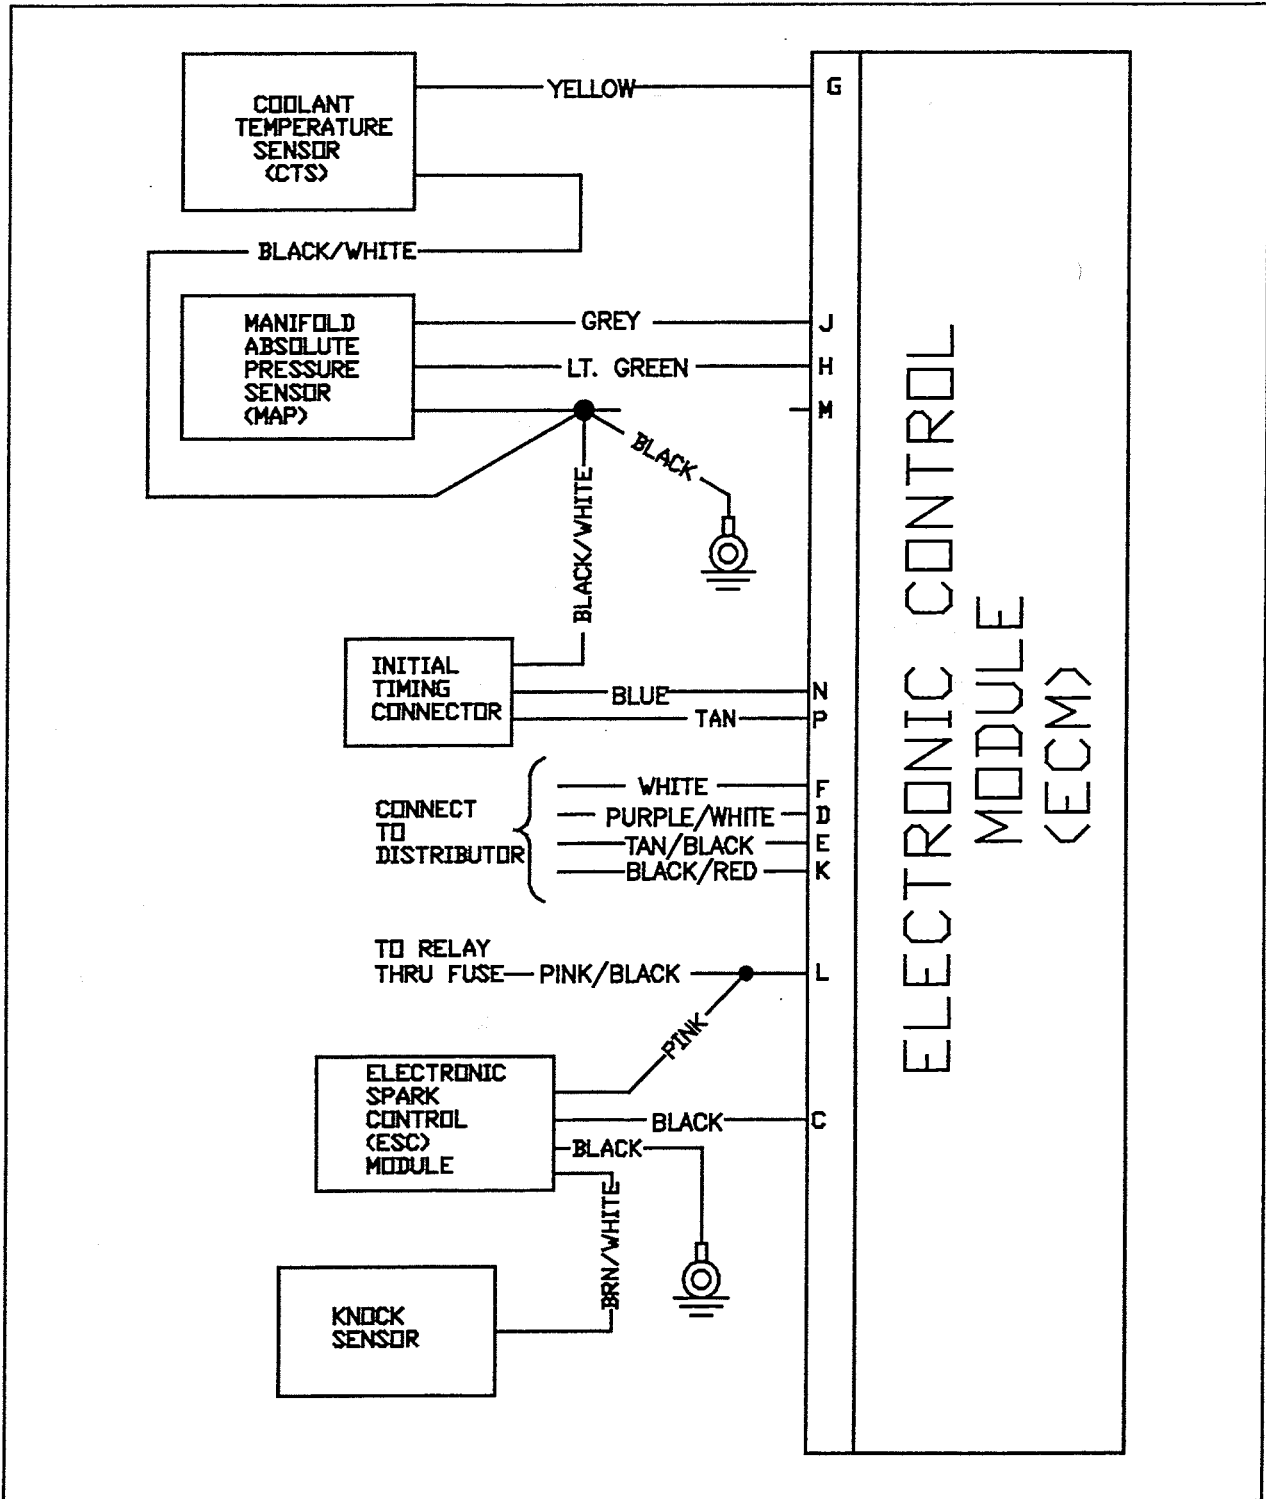 COOLANT
TEMPERATURE
SENSOR
(CTS)
YELLOW
G
BLACK/WHITE
MANIFOLD
ABSOLUTE
PRESSURE
SENSOR
(MAP)
GREY
J
LT. GREEN
H
M
BLACK
BLACK/WHITE
INITIAL
TIMING
CONNECTOR
BLUE
N
TAN
P
CONNECT
TO
DISTRIBUTOR
WHITE
F
PURPLE/WHITE
D
TAN/BLACK
E
BLACK/RED
K
TO RELAY
THRU FUSE
PINK/BLACK
L
PINK
ELECTRONIC
SPARK
CONTROL
(ESC)
MODULE
BLACK
C
BLACK
BRN/WHITE
KNOCK
SENSOR
ELECTRONIC CONTROL
MODULE
(ECM)